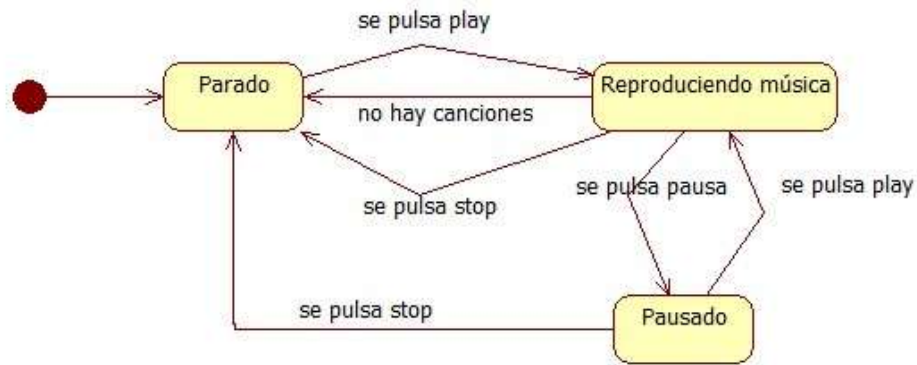 se pulsa play
Parado
Reproduciendo música
no hay canciones
se pulsa pausa
se pulsa play
se pulsa stop
se pulsa stop
Pausado